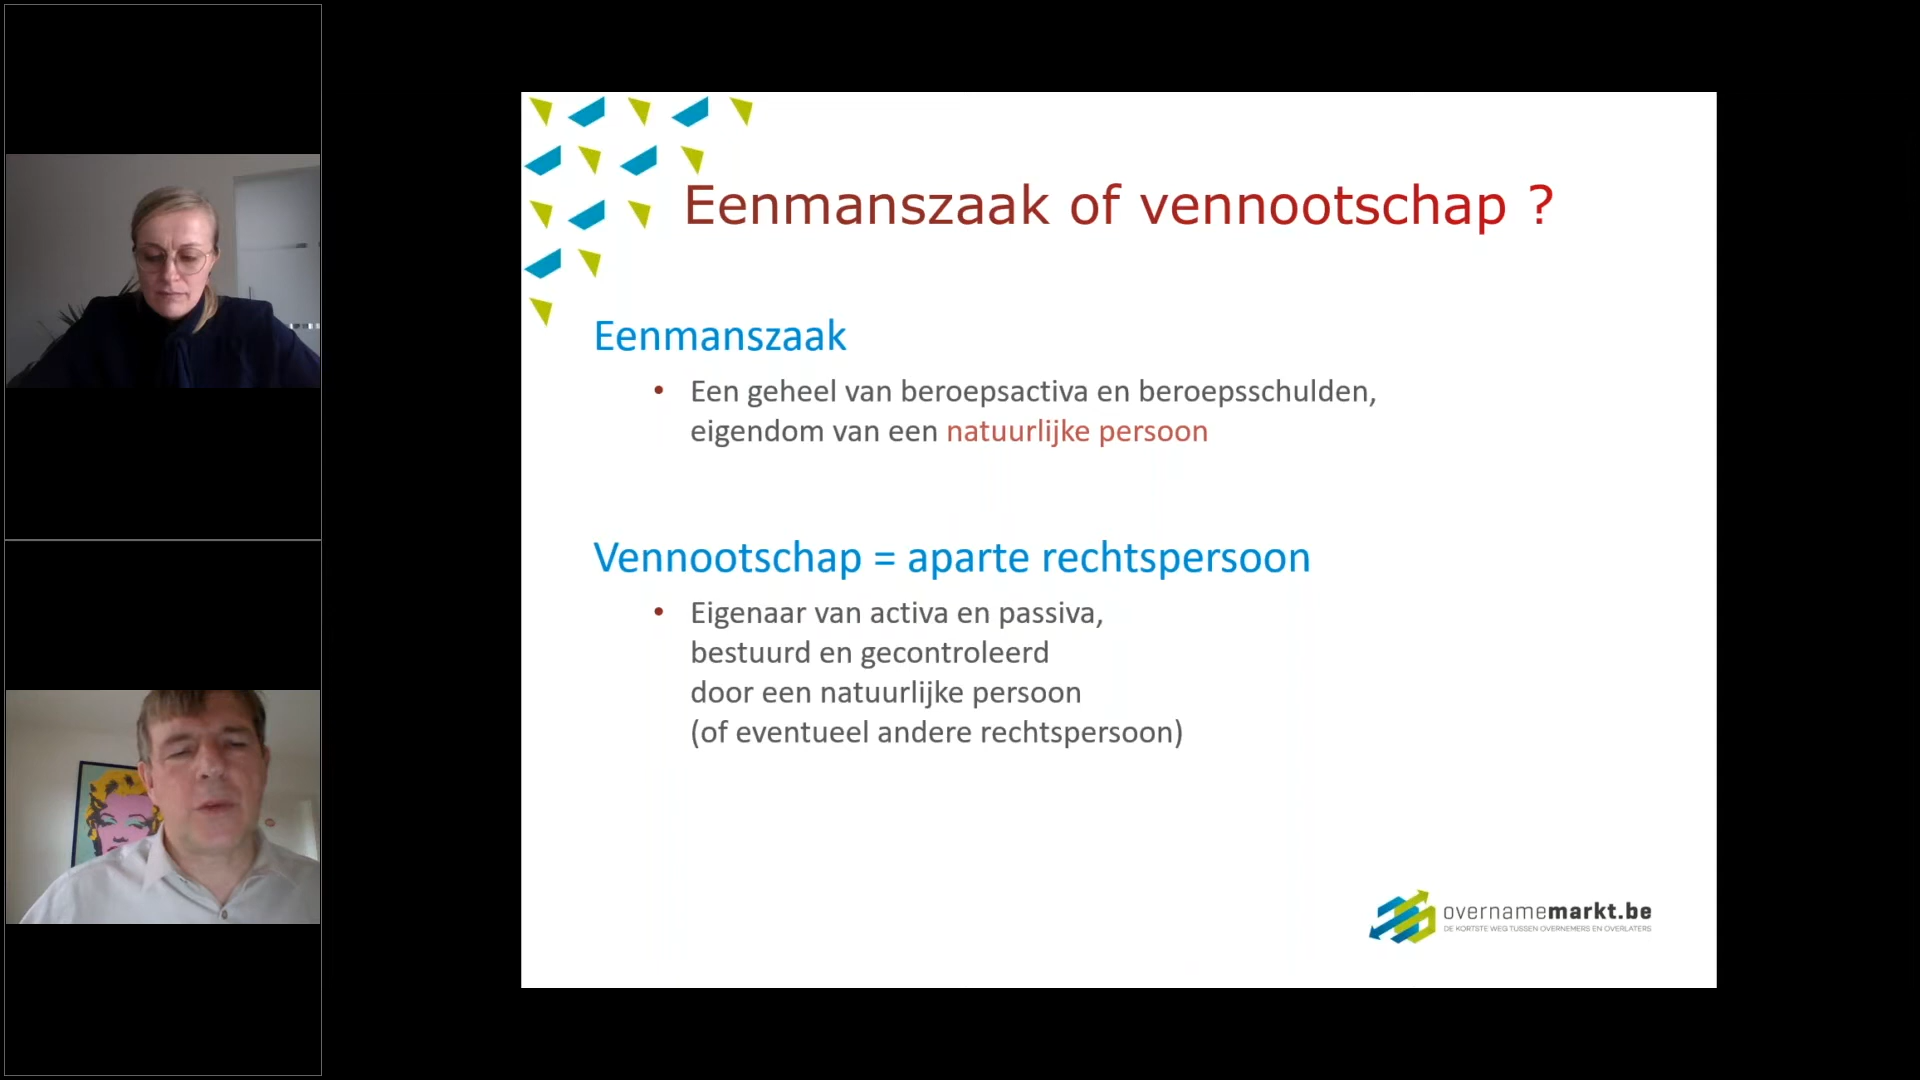 Eenmanszaak of vennootschap ?
Eenmanszaak
• Een geheel van beroepsactiva en beroepsschulden,
eigendom van een natuurlijke persoon
Vennootschap = aparte rechtspersoon
• Eigenaar van activa en passiva,
bestuurd en gecontroleerd
door een natuurlijke persoon
(of eventueel andere rechtspersoon)
overnamemarkt.be
DE KORTSTE WEG TUSSEN OVERNEMERS EN OVERLATERS